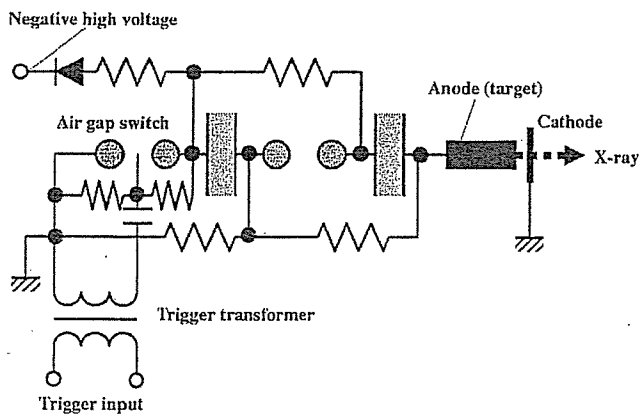 Negative high voltage
Air gap switch
Anode (target)
Cathode
X-ray
Trigger transformer
Trigger input